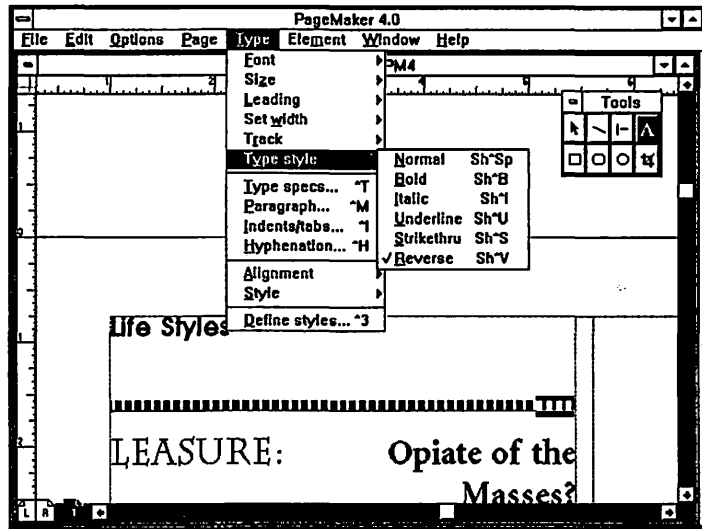 PageMaker 4.0
File Edit Options Page Type Element Window Help
PM4
Font
Size
Leading
Set width
Track
Type style
Type specs... ^T
Paragraph... ^M
Indents/tabs... ^I
Hyphenation... ^H
Alignment
Style
Define styles... ^3
Normal Sh^Sp
Bold Sh^B
Italic Sh^I
Underline Sh^U
Strikethru Sh^S
✓Reverse Sh^V
Tools
A
Life Styles
LEASURE:
Opiate of the
Masses?
L R 1